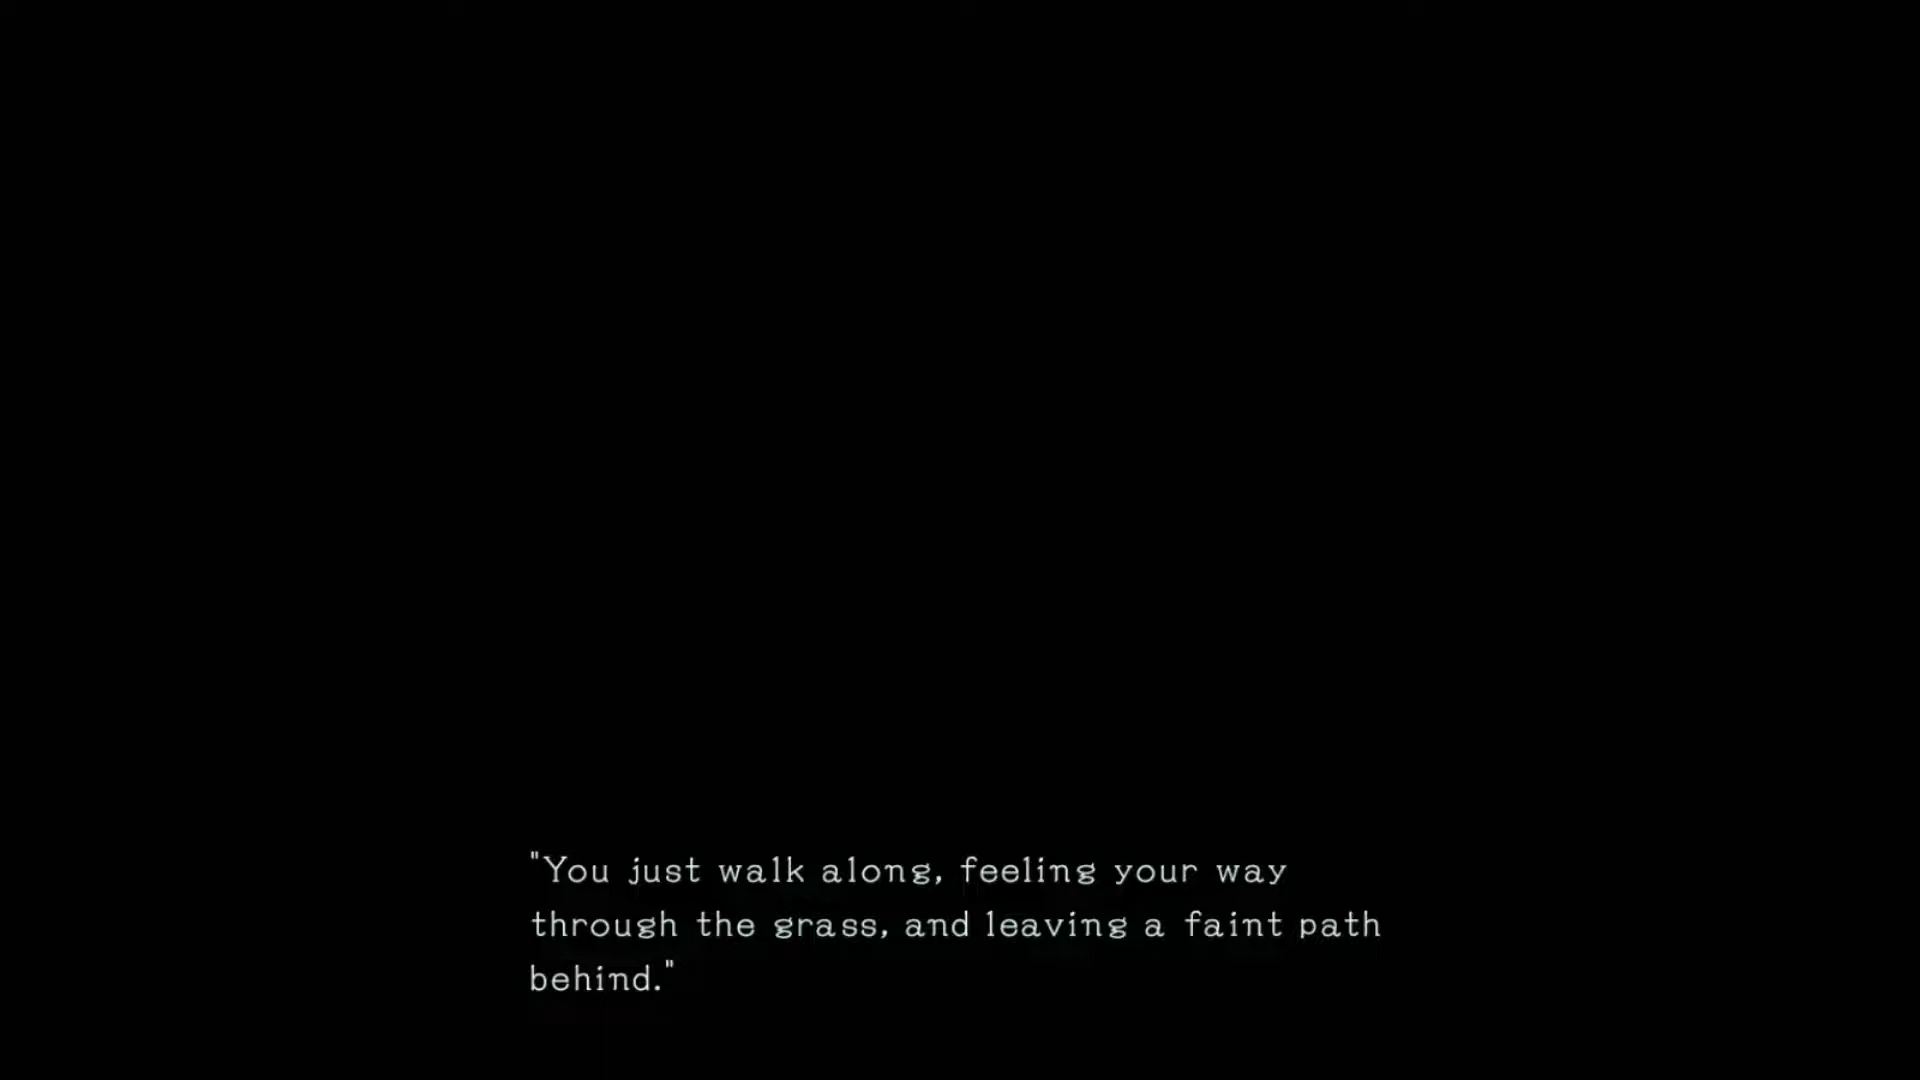 "You just walk along, feeling your way
through the grass, and leaving a faint path
behind."